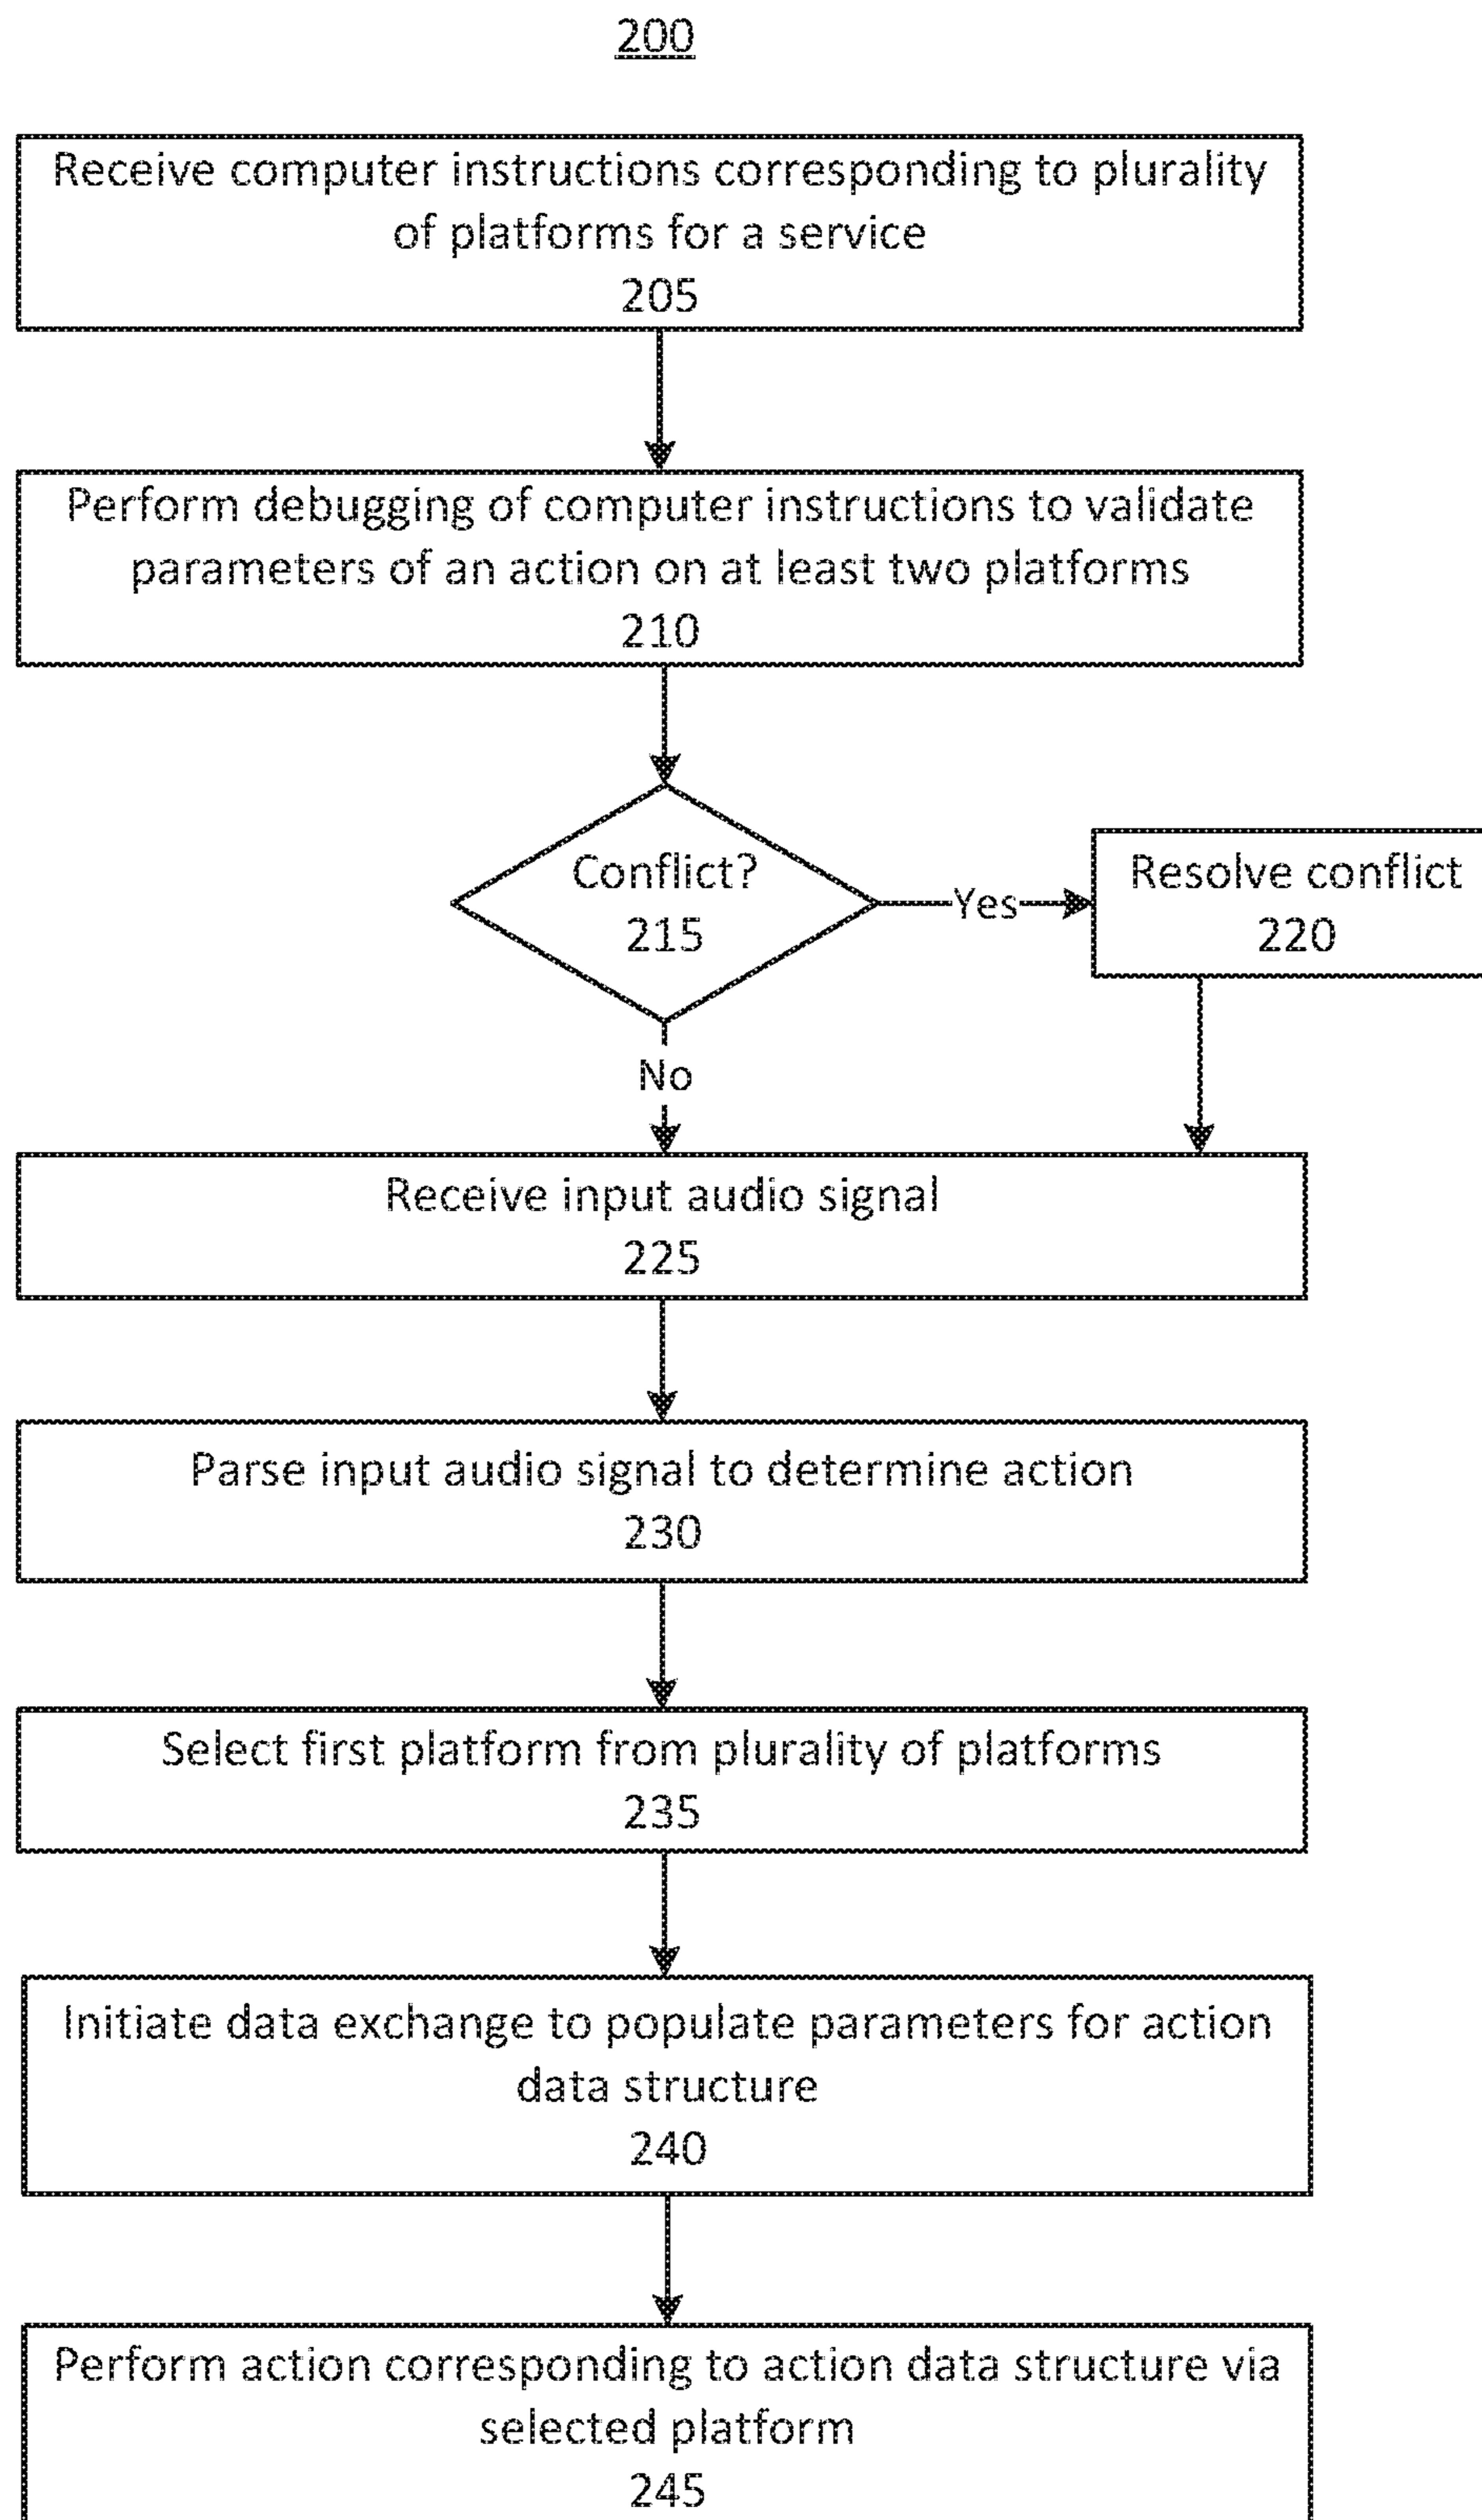 200
Receive computer instructions corresponding to plurality
of platforms for a service
205
Perform debugging of computer instructions to validate
parameters of an action on at least two platforms
210
Conflict?
215
Yes
Resolve conflict
220
No
Receive input audio signal
225
Parse input audio signal to determine action
230
Select first platform from plurality of platforms
235
Initiate data exchange to populate parameters for action
data structure
240
Perform action corresponding to action data structure via
selected platform
245